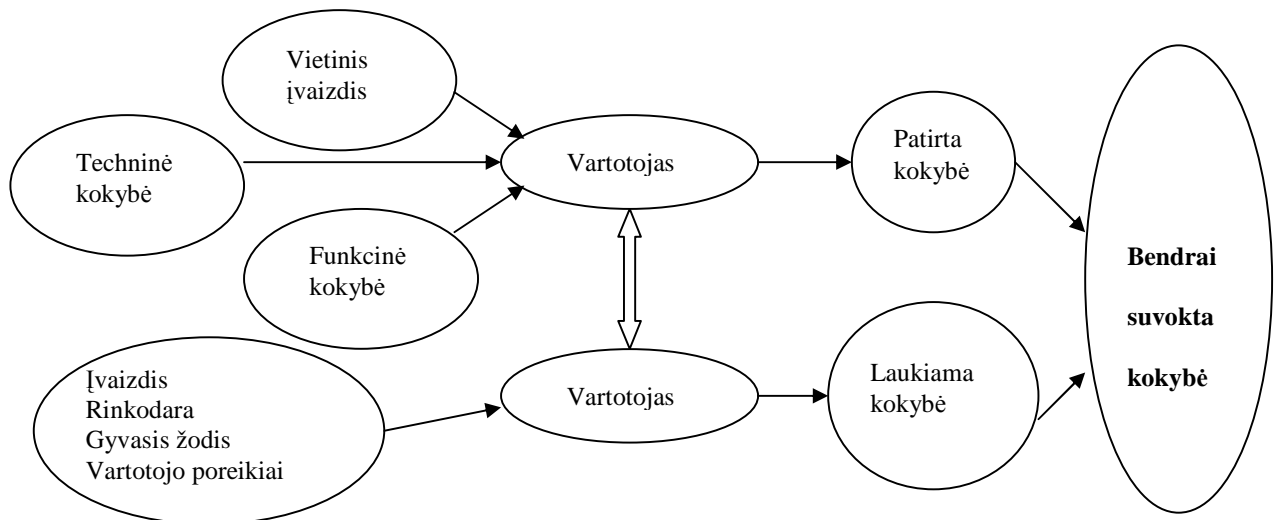 Vietinis
įvaizdis
Techninė
kokybė
Funkcinė
kokybė
Vartotojas
Patirta
kokybė
Įvaizdis
Rinkodara
Gyvasis žodis
Vartotojo poreikiai
Vartotojas
Laukiama
kokybė
Bendrai
suvokta
kokybė